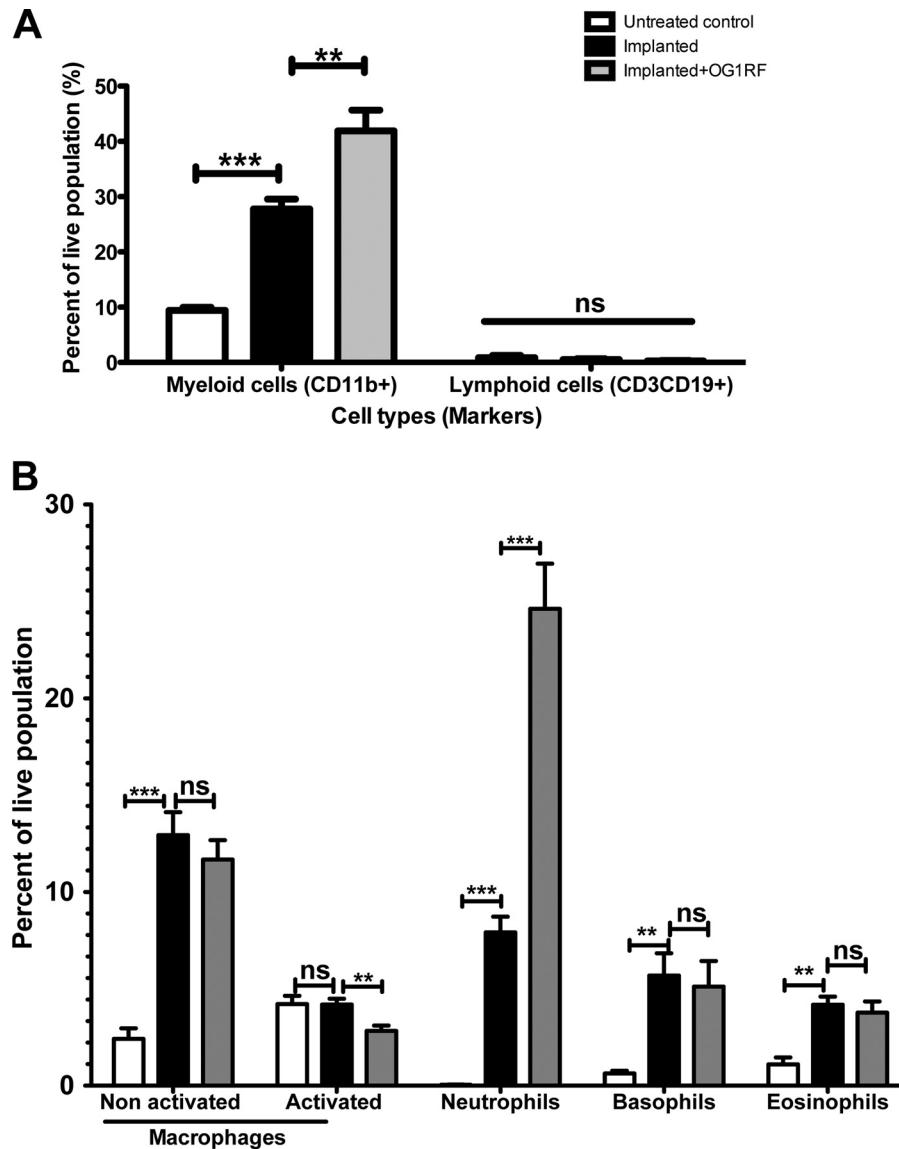 A
Untreated control
Implanted
Implanted+OG1RF
Percent of live population (%)
50
40
30
20
10
0
***
**
ns
Myeloid cells (CD11b+)
Lymphoid cells (CD3CD19+)
Cell types (Markers)
B
Percent of live population
30
20
10
0
***
ns
ns
**
***
***
**
ns
**
ns
Non activated
Activated
Neutrophils
Basophils
Eosinophils
Macrophages